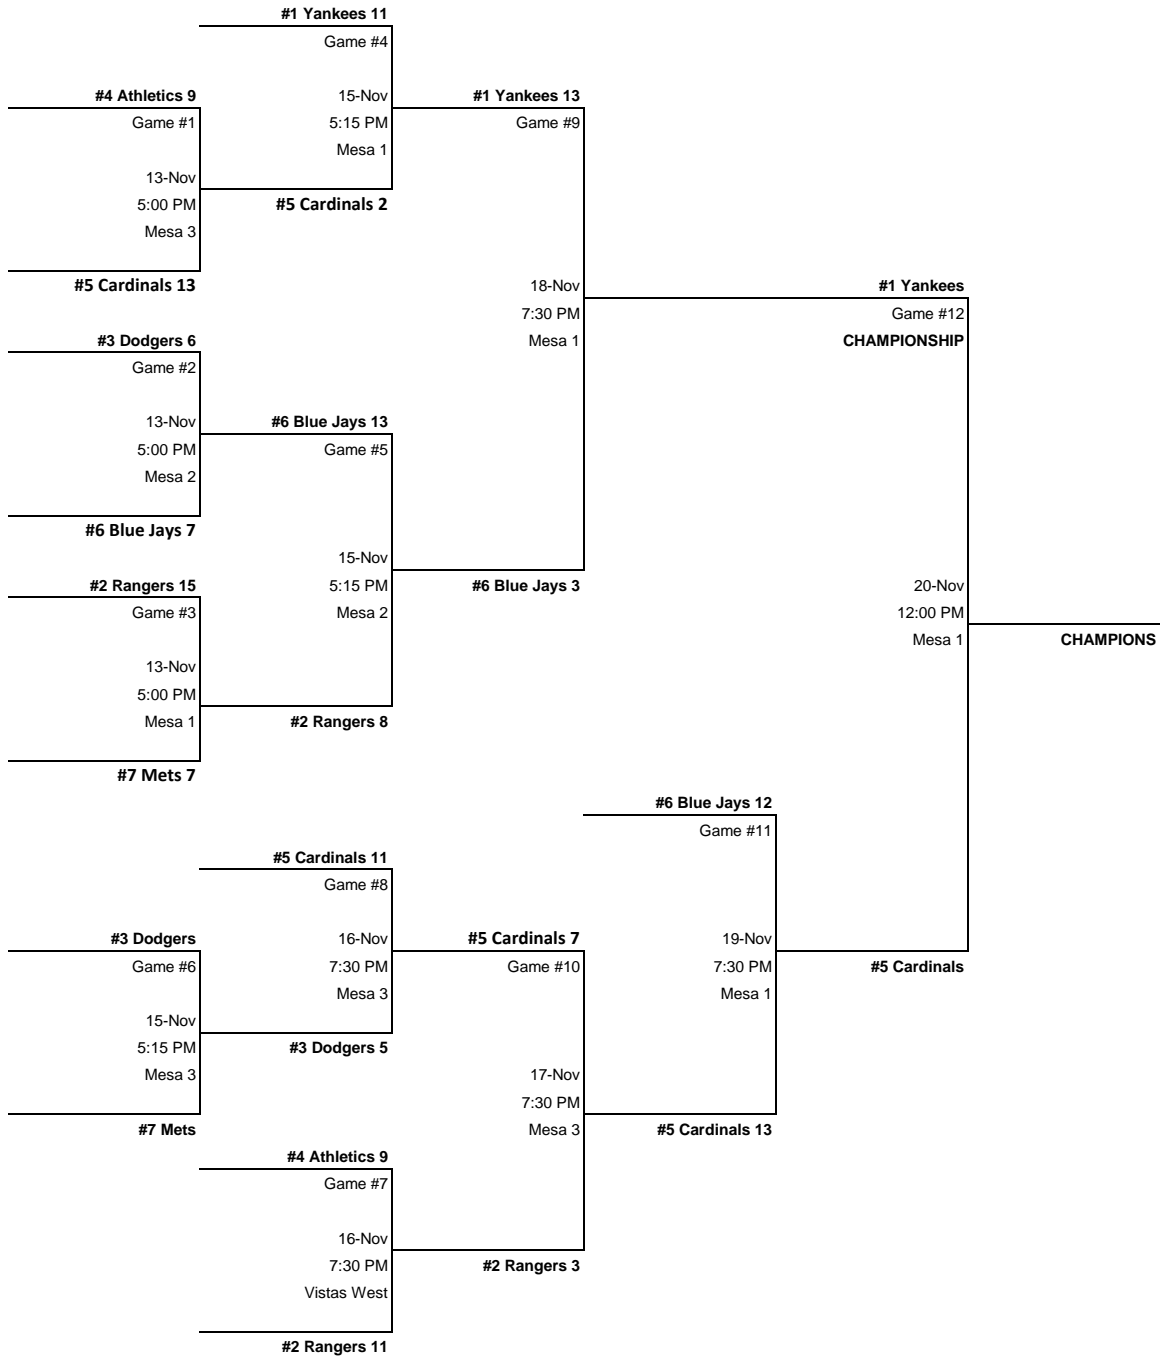 #1 Yankees 11
Game #4
15-Nov
5:15 PM
Mesa 1
#5 Cardinals 2
#4 Athletics 9
Game #1
13-Nov
5:00 PM
Mesa 3
#5 Cardinals 13
#1 Yankees 13
Game #9
18-Nov
7:30 PM
Mesa 1
#6 Blue Jays 3
#3 Dodgers 6
Game #2
13-Nov
5:00 PM
Mesa 2
#6 Blue Jays 7
#6 Blue Jays 13
Game #5
15-Nov
5:15 PM
Mesa 2
#2 Rangers 8
#2 Rangers 15
Game #3
13-Nov
5:00 PM
Mesa 1
#7 Mets 7
#1 Yankees
Game #12
CHAMPIONSHIP
20-Nov
12:00 PM
Mesa 1
#5 Cardinals
CHAMPIONS
#6 Blue Jays 12
Game #11
19-Nov
7:30 PM
Mesa 1
#5 Cardinals 13
#5 Cardinals 11
Game #8
16-Nov
7:30 PM
Mesa 3
#3 Dodgers 5
#3 Dodgers
Game #6
15-Nov
5:15 PM
Mesa 3
#7 Mets
#5 Cardinals 7
Game #10
17-Nov
7:30 PM
Mesa 3
#2 Rangers 3
#4 Athletics 9
Game #7
16-Nov
7:30 PM
Vistas West
#2 Rangers 11